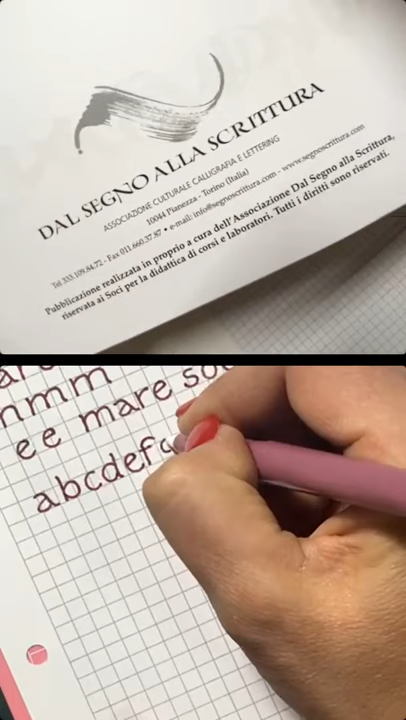 DAL SEGNO ALLA SCRITTURA
ASSOCIAZIONE CULTURALE CALLIGRAFIA E LETTERING
10044 Pianezza - Torino (Italia)
Tel 333.109.84.72 - Fax 011.660.37.87 • e-mail: info@segnoscrittura.com - www.segnoscrittura.com
Pubblicazione realizzata in proprio a cura dell'Associazione Dal Segno alla Scrittura,
riservata ai Soci per la didattica di corsi e laboratori. Tutti i diritti sono riservati.
nmm
ee mare
abcdef